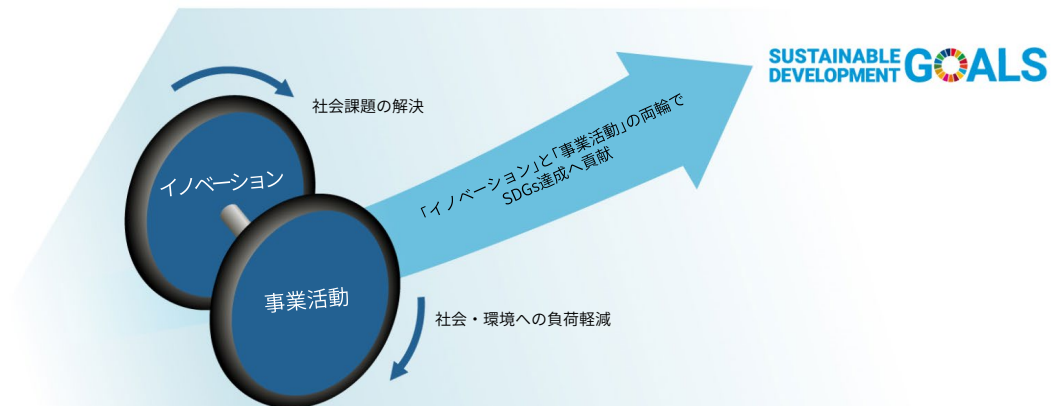 社会課題の解決
イノベーション
「イノベーション」と「事業活動」の両輪で
SDGs達成へ貢献
事業活動
社会・環境への負荷軽減
SUSTAINABLE
DEVELOPMENT
GOALS